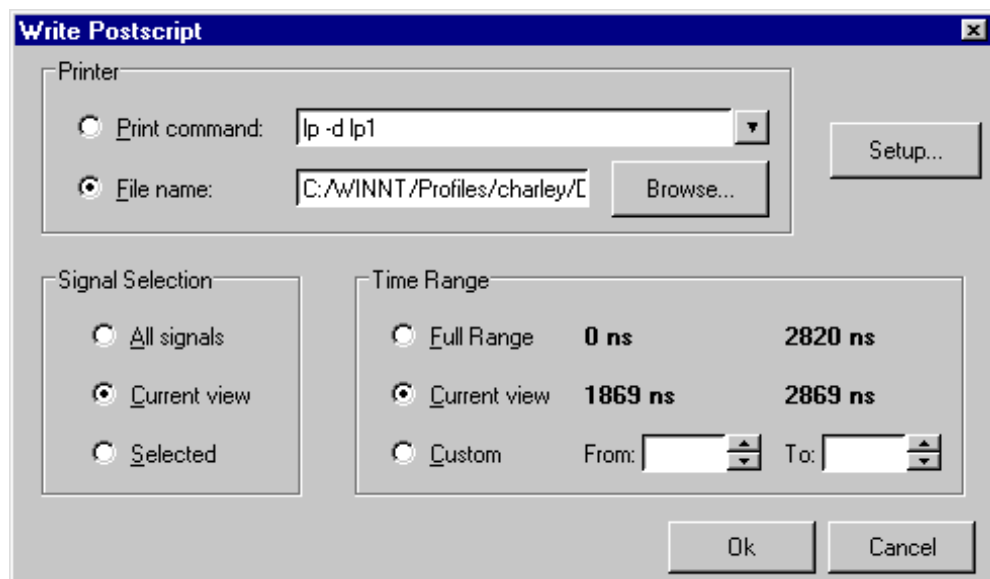 Write Postscript
Printer
Print command: lp -d lp1
Setup...
File name: C:/WINNT/Profiles/charley/D Browse...
Signal Selection
Time Range
All signals
Full Range 0 ns 2820 ns
Current view
Current view 1869 ns 2869 ns
Selected
Custom From: To:
Ok Cancel